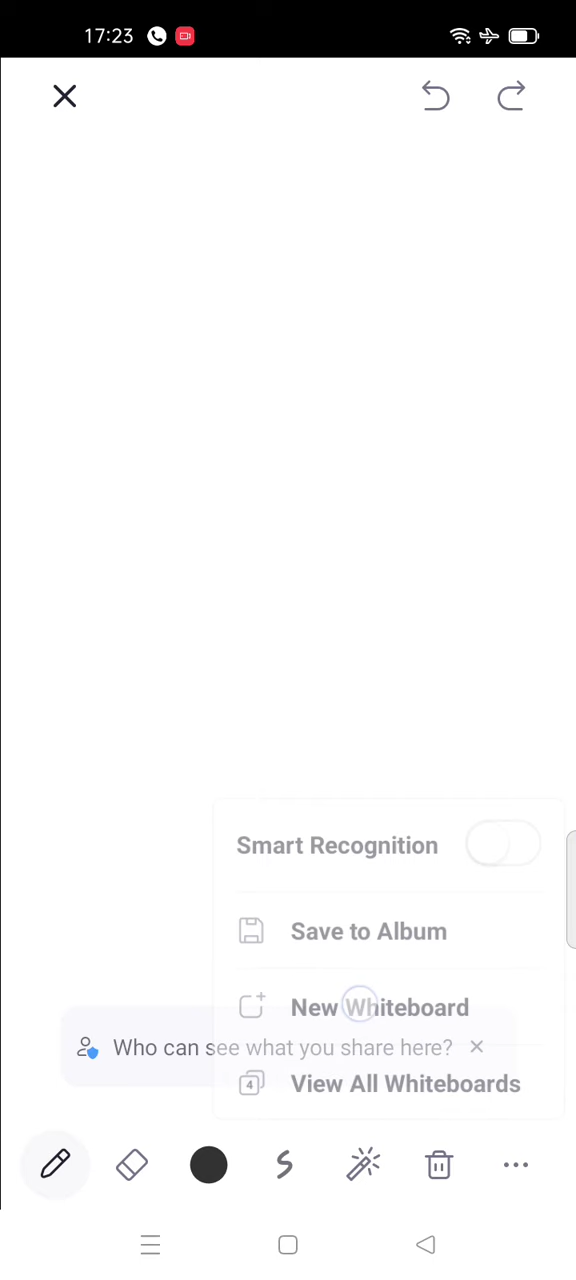 17:23
Smart Recognition
Save to Album
New Whiteboard
Who can see what you share here?
4 View All Whiteboards